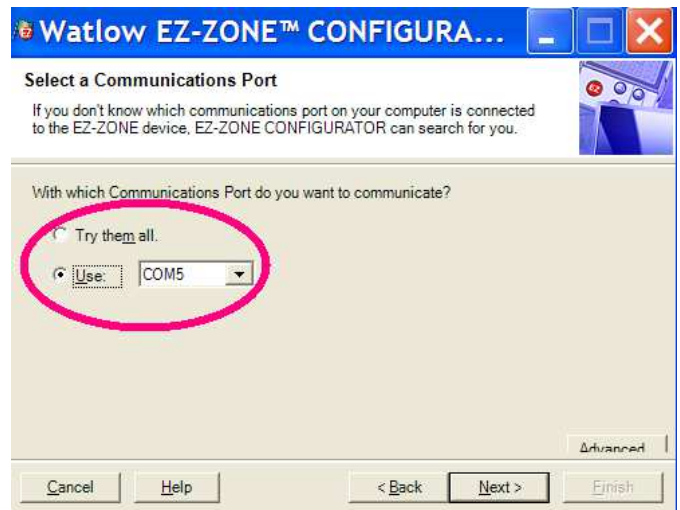 Watlow EZ-ZONE™ CONFIGURA...
Select a Communications Port
If you don't know which communications port on your computer is connected
to the EZ-ZONE device, EZ-ZONE CONFIGURATOR can search for you.
EZ
With which Communications Port do you want to communicate?
Try them all.
Use: COM5
Advanced
Cancel Help < Back Next > Finish